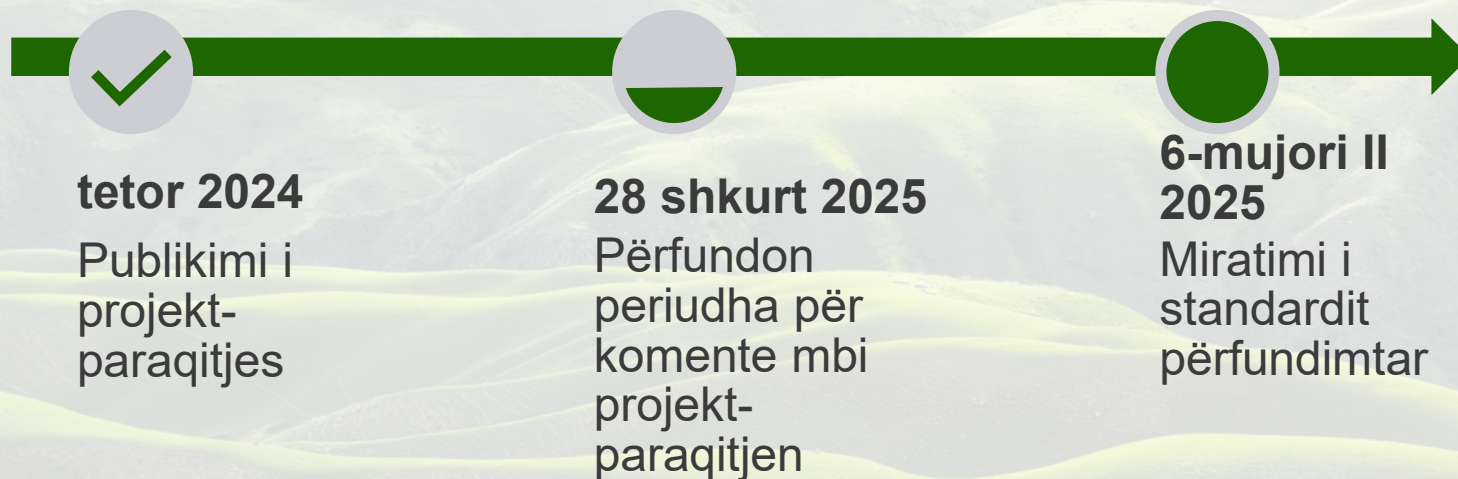 tetor 2024
Publikimi i
projekt-
paraqitjes
28 shkurt 2025
Përfundon
periudha për
komente mbi
projekt-
paraqitjen
6-mujori II
2025
Miratimi i
standardit
përfundimtar